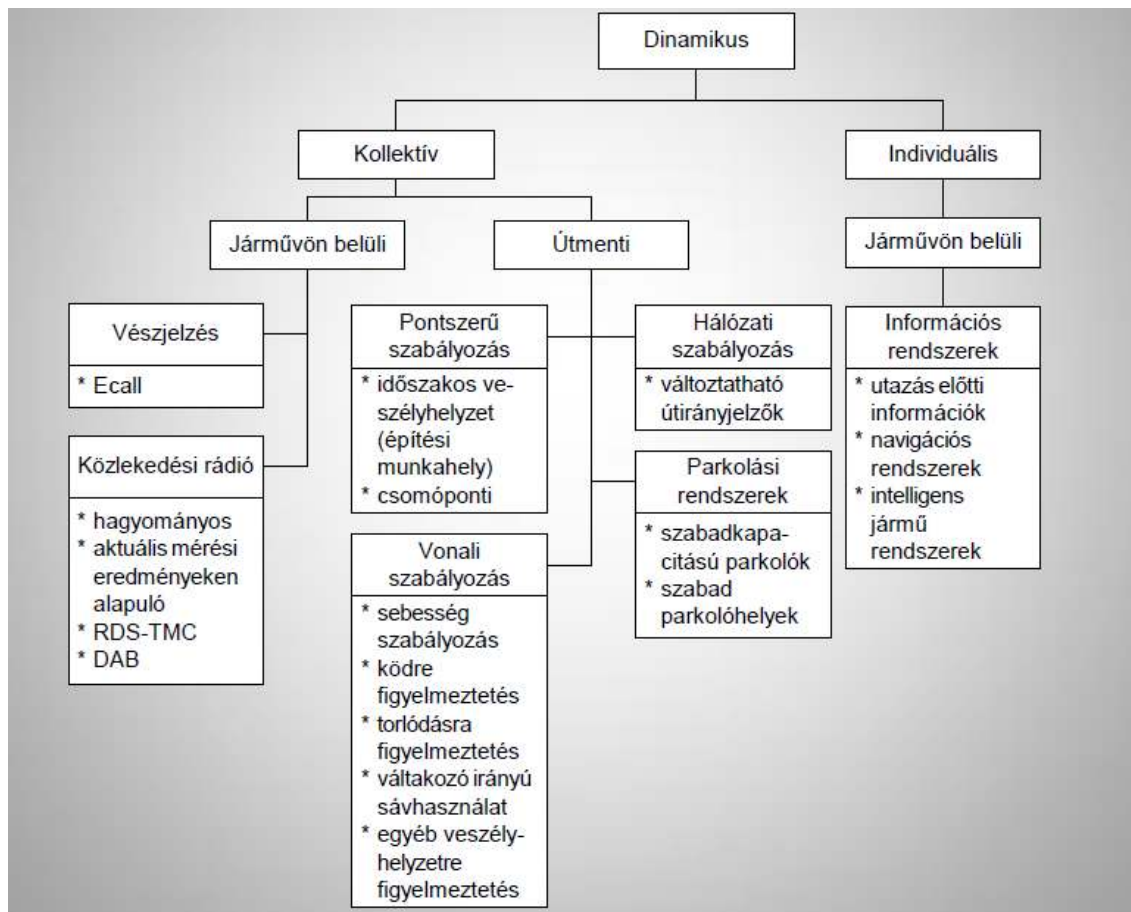 Dinamikus
Kollektív
Individuális
Járművön belüli
Útmenti
Járművön belüli
Vészjelzés
* Ecall
Közlekedési rádió
* hagyományos
* aktuális mérési
eredményeken
alapuló
* RDS-TMC
* DAB
Pontszerű
szabályozás
* időszakos ve-
szélyhelyzet
(építési
munkahely)
* csomóponti
Vonali
szabályozás
* sebesség
szabályozás
* ködre
figyelmeztetés
* torlódásra
figyelmeztetés
* váltakozó irányú
sávhasználat
* egyéb veszély-
helyzetre
figyelmeztetés
Hálózati
szabályozás
* változtatható
útirányjelzők
Parkolási
rendszerek
* szabadkapa-
citású parkolók
* szabad
parkolóhelyek
Információs
rendszerek
* utazás előtti
információk
* navigációs
rendszerek
* intelligens
jármű
rendszerek